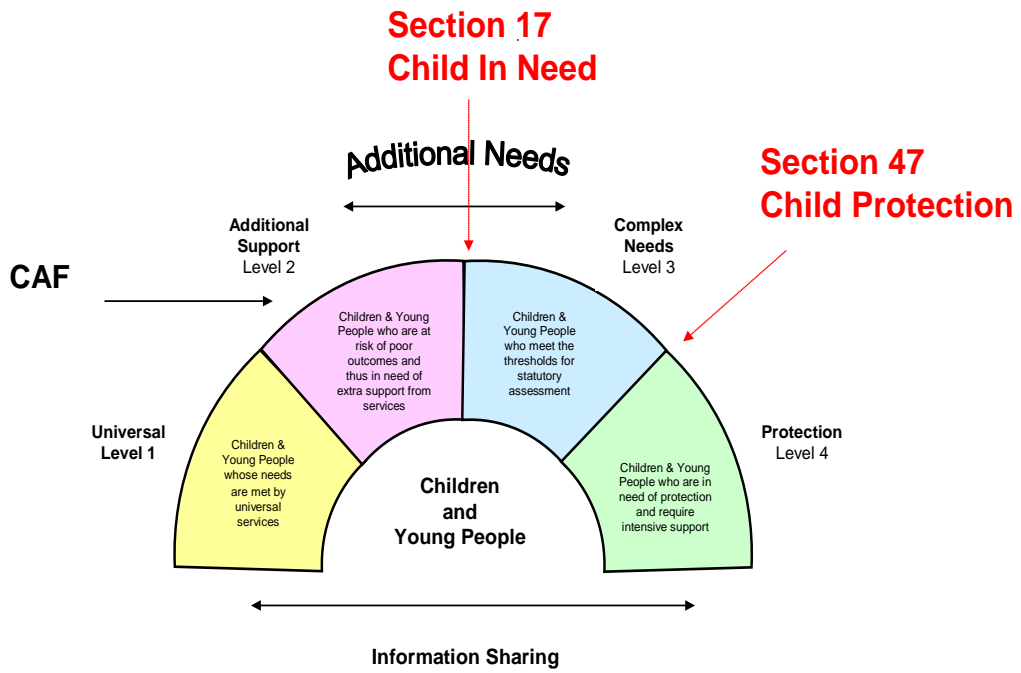 Section 17
Child In Need
Additional Needs
Section 47
Child Protection
Additional
Support
Level 2
Complex
Needs
Level 3
CAF
Children & Young
People who are at
risk of poor
outcomes and
thus in need of
extra support from
services
Children &
Young People
who meet the
thresholds for
statutory
assessment
Universal
Level 1
Children &
Young People
whose needs
are met by
universal
services
Protection
Level 4
Children & Young
People who are in
need of protection
and require
intensive support
Children
and
Young People
Information Sharing